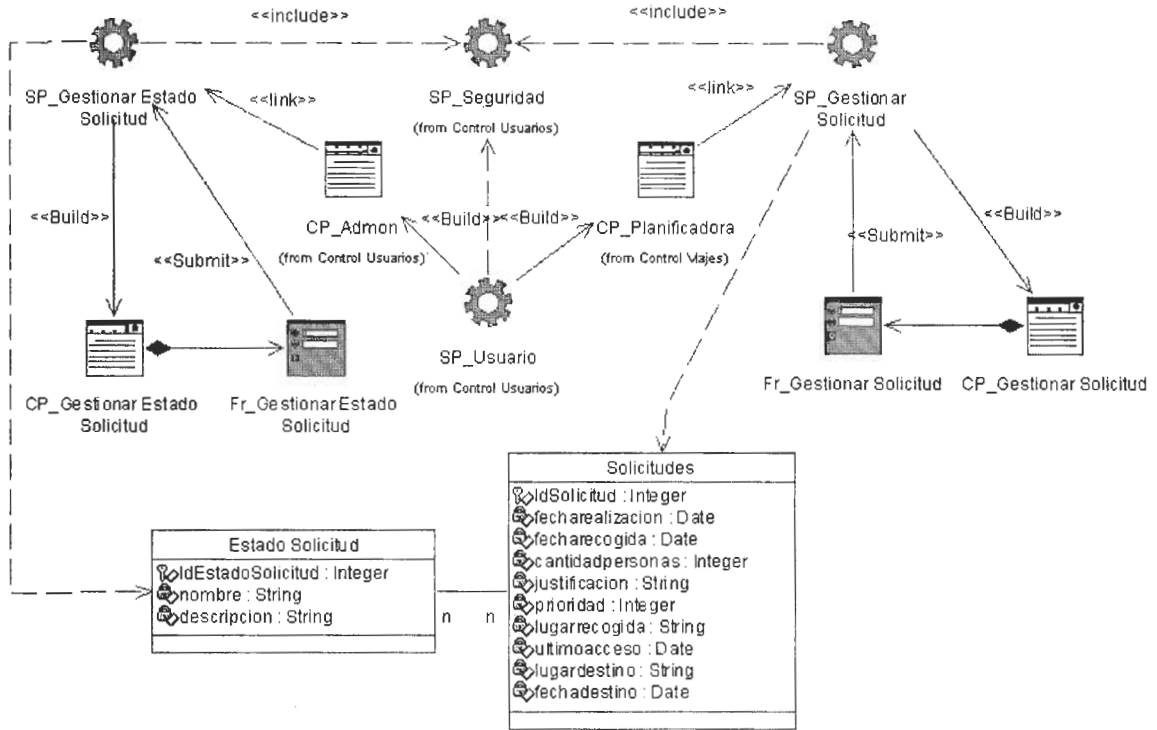 <<include>>
<<include>>
SP_Gestionar Estado
Solicitud
<<link>>
SP_Seguridad
(from Control Usuarios)
<<link>>
SP_Gestionar
Solicitud
<<Build>>
<<Submit>>
CP_Admon
(from Control Usuarios)
<<Build>>
<<Build>>
CP_Planificadora
(from Control Viajes)
<<Submit>>
<<Build>>
SP_Usuario
(from Control Usuarios)
CP_Gestionar Estado
Solicitud
Fr_Gestionar Estado
Solicitud
Fr_Gestionar Solicitud
CP_Gestionar Solicitud
Estado Solicitud
IdEstadoSolicitud : Integer
nombre : String
descripcion : String
n
n
Solicitudes
IdSolicitud : Integer
fecharealizacion : Date
fecharecogida : Date
cantidadpersonas : Integer
justificacion : String
prioridad : Integer
lugarrecogida : String
ultimoacceso : Date
lugardestino : String
fechadestino : Date